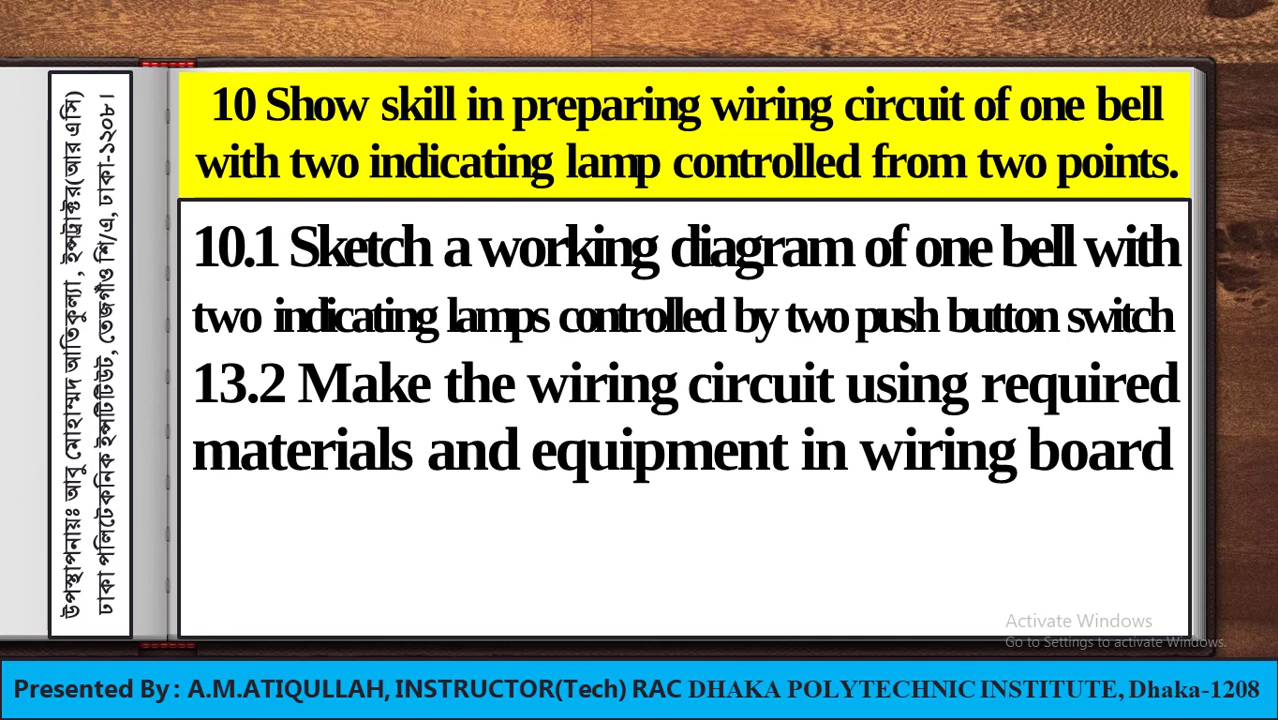 10 Show skill in preparing wiring circuit of one bell
with two indicating lamp controlled from two points.
10.1 Sketch a working diagram of one bell with
two indicating lamps controlled by two push button switch
13.2 Make the wiring circuit using required
materials and equipment in wiring board
উপস্থাপনায়ঃ আবু মোহাম্মদ আতিকুল্যা, ইন্সট্রাক্টর(আর এসি)
ঢাকা পলিটেকনিক ইন্সটিটিউট, তেজগাঁও শি/এ, ঢাকা-১২০৮।
Activate Windows
Go to Settings to activate Windows.
Presented By : A.M.ATIQULLAH, INSTRUCTOR(Tech) RAC DHAKA POLYTECHNIC INSTITUTE, Dhaka-1208